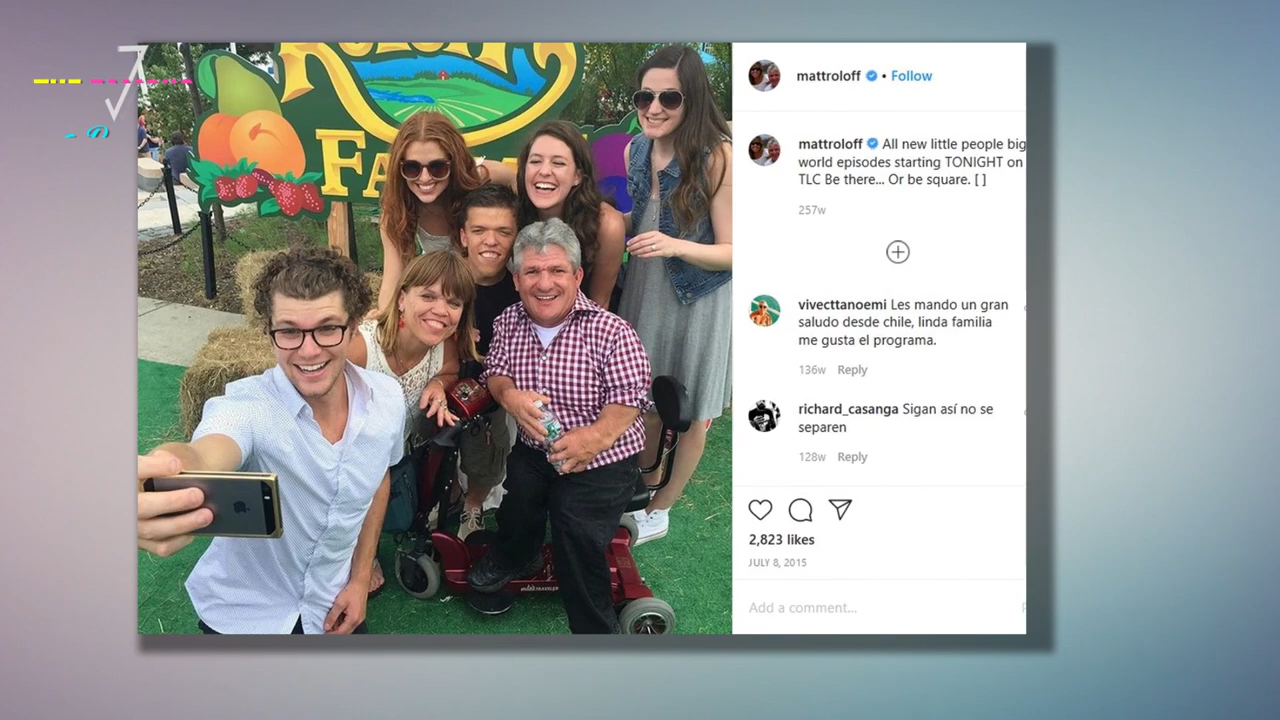 FA
mattroloff • Follow
mattroloff All new little people big
world episodes starting TONIGHT on
TLC Be there... Or be square. [ ]
257w
vivecttanoemi Les mando un gran
saludo desde chile, linda familia
me gusta el programa.
136w Reply
richard_casanga Sigan así no se
separen
128w Reply
2,823 likes
JULY 8, 2015
Add a comment...